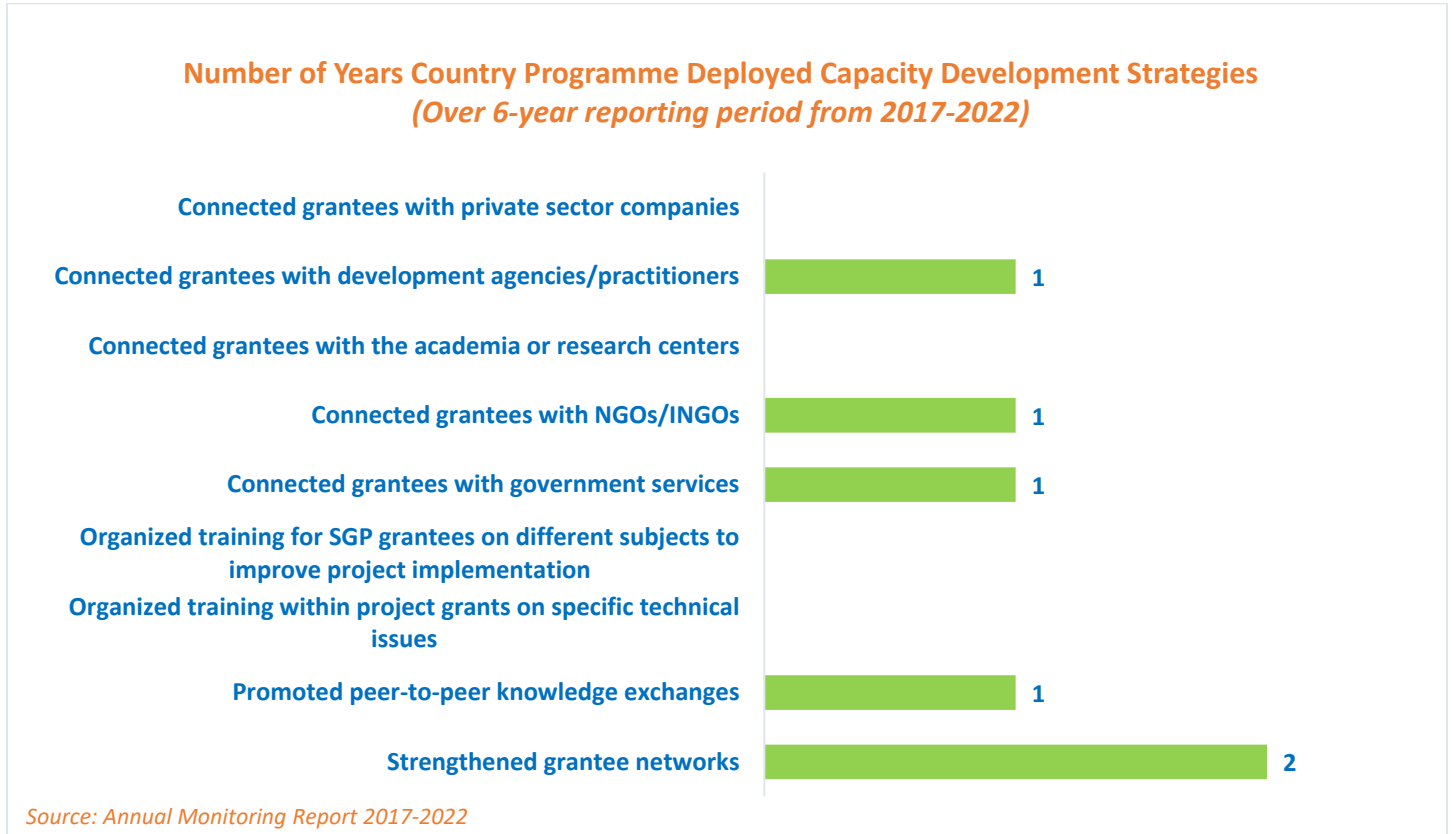 Number of Years Country Programme Deployed Capacity Development Strategies
(Over 6-year reporting period from 2017-2022)
Connected grantees with private sector companies
Connected grantees with development agencies/practitioners
1
Connected grantees with the academia or research centers
Connected grantees with NGOs/INGOs
1
Connected grantees with government services
1
Organized training for SGP grantees on different subjects to
improve project implementation
Organized training within project grants on specific technical
issues
Promoted peer-to-peer knowledge exchanges
1
Strengthened grantee networks
2
Source: Annual Monitoring Report 2017-2022